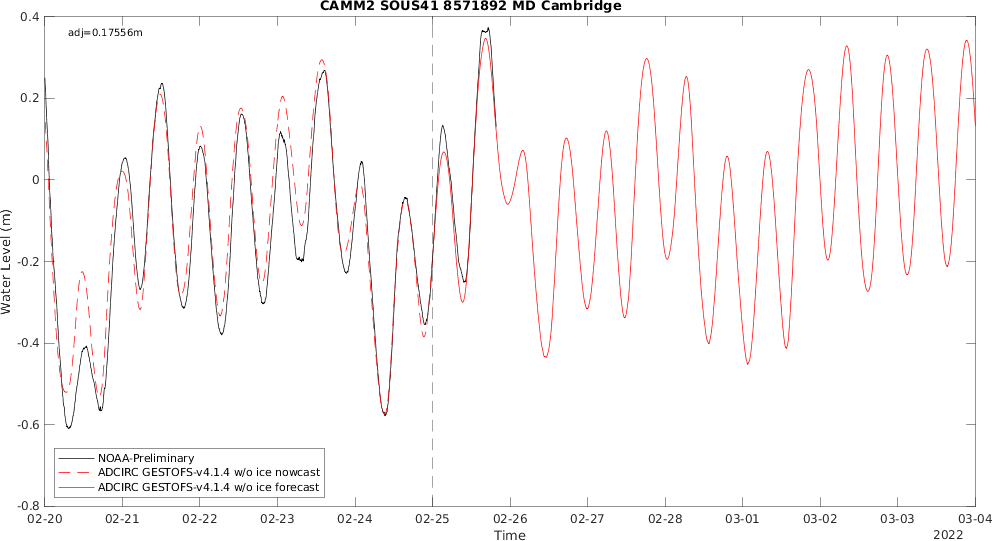 CAMM2 SOUS41 8571892 MD Cambridge
adj=0.17556m
0.4
0.2
0
-0.2
-0.4
-0.6
-0.8
Water Level (m)
NOAA-Preliminary
ADCIRC GESTOFS-v4.1.4 w/o ice nowcast
ADCIRC GESTOFS-v4.1.4 w/o ice forecast
02-20 02-21 02-22 02-23 02-24 02-25 02-26 02-27 02-28 03-01 03-02 03-03 03-04
Time
2022